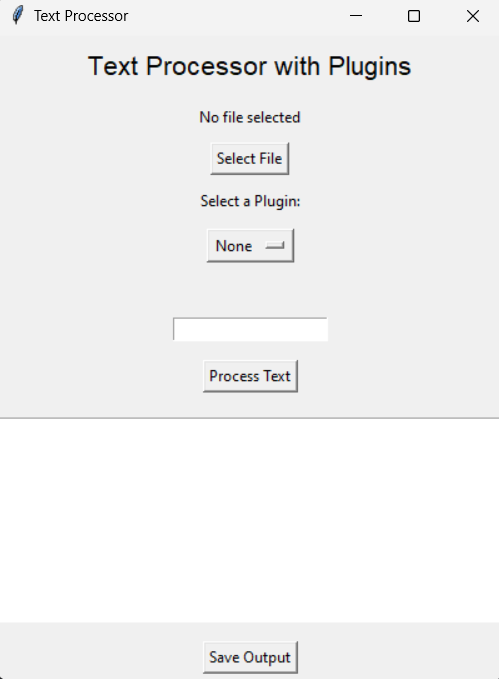 Text Processor
Text Processor with Plugins
No file selected
Select File
Select a Plugin:
None
Process Text
Save Output